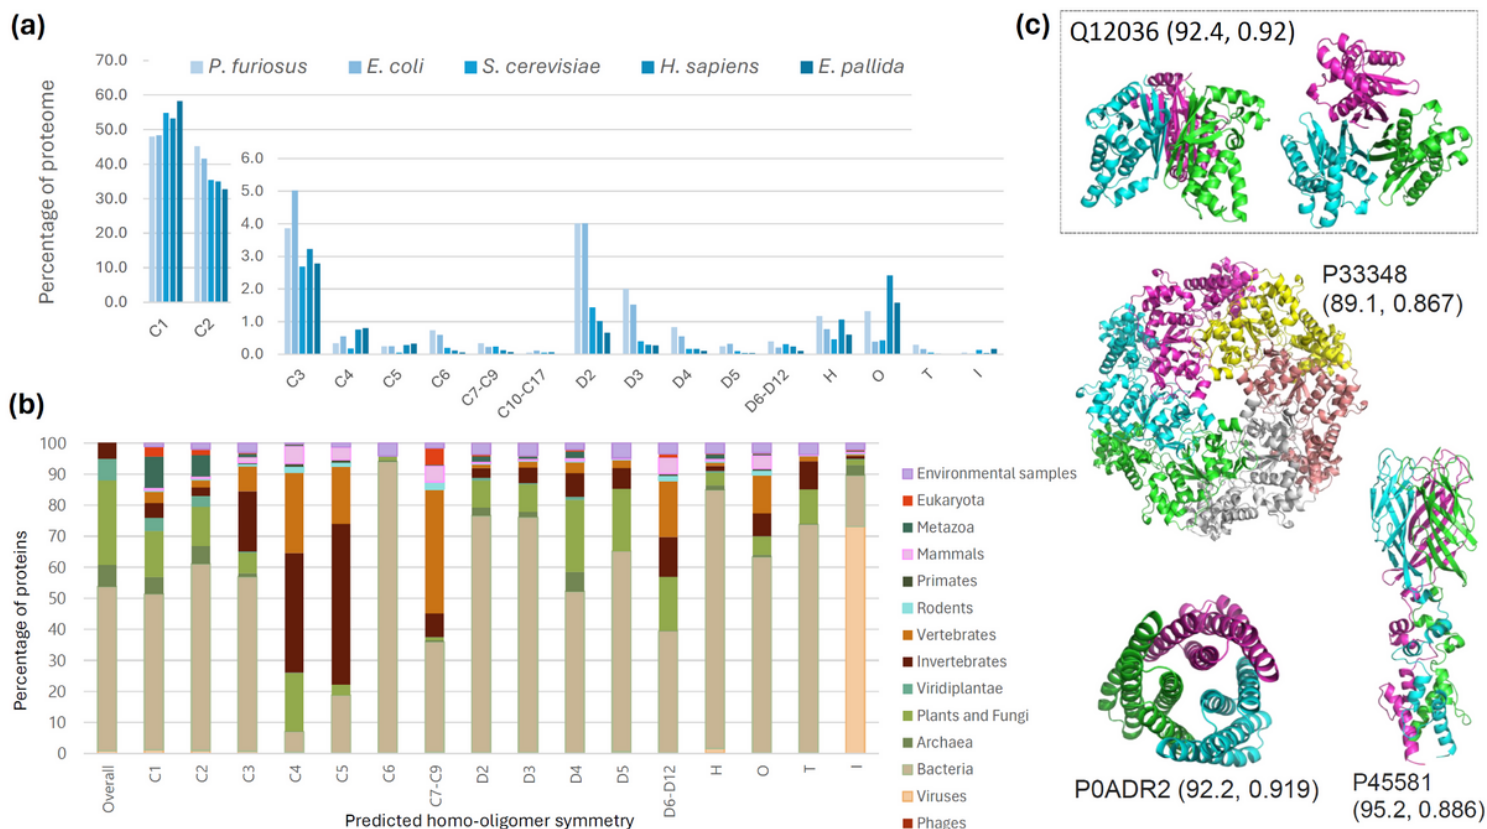 (a)
Percentage of proteome
70.0
60.0
50.0
40.0
30.0
20.0
10.0
0.0
P. furiosus
E. coli
S. cerevisiae
H. sapiens
E. pallida
C1
C2
6.0
5.0
4.0
3.0
2.0
1.0
0.0
C3
C4
C5
C6
C7-C9
C10-C17
D2
D3
D4
D5
D6-D12
H
O
T
I
(b)
Percentage of proteins
100
90
80
70
60
50
40
30
20
10
0
Overall
C1
C2
C3
C4
C5
C6
C7-C9
D2
D3
D4
D5
D6-D12
H
O
T
I
Predicted homo-oligomer symmetry
Environmental samples
Eukaryota
Metazoa
Mammals
Primates
Rodents
Vertebrates
Invertebrates
Viridiplantae
Plants and Fungi
Archaea
Bacteria
Viruses
Phages
(c)
Q12036 (92.4, 0.92)
P33348
(89.1, 0.867)
P0ADR2 (92.2, 0.919)
P45581
(95.2, 0.886)